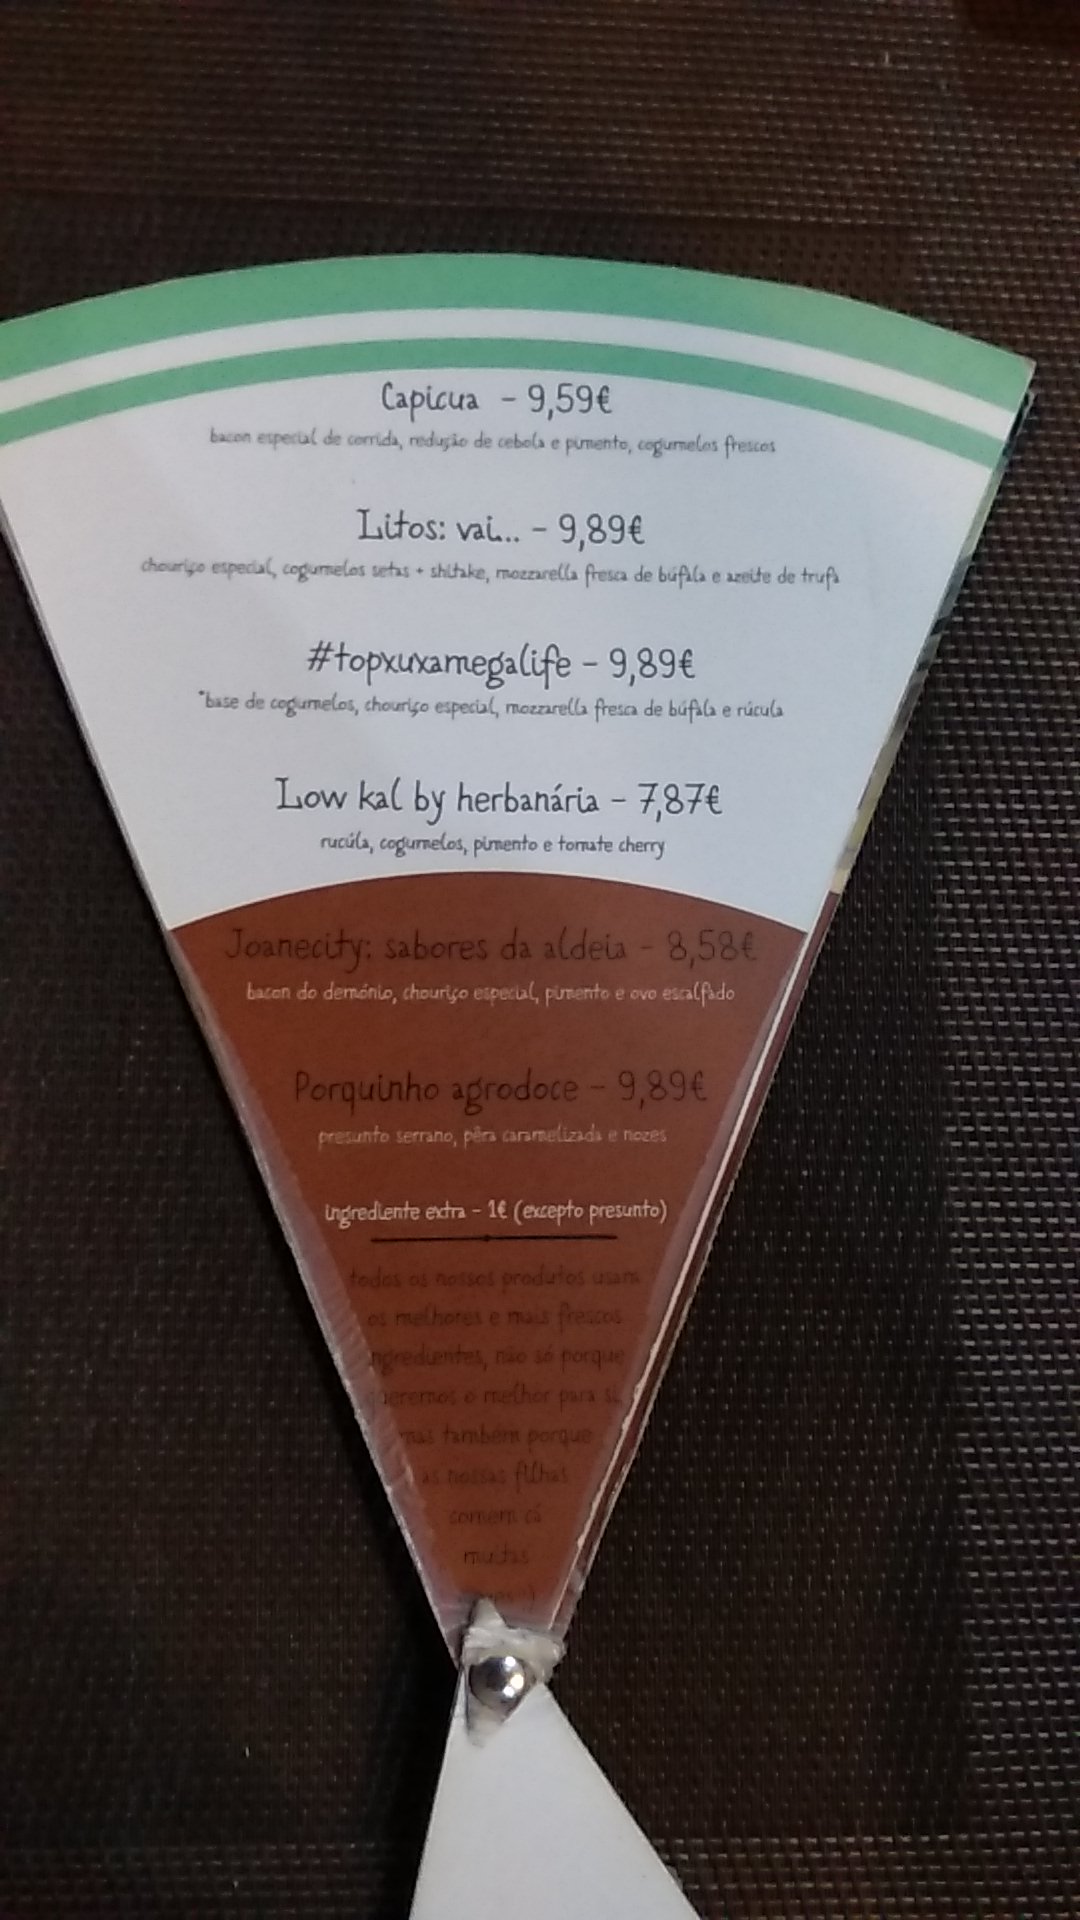 Capicua - 9,59€
bacon especial de corrida, redução de cebola e pimento, cogumelos frescos
Litos: vai... - 9,89€
chouriço especial, cogumelos setas + shitake, mozzarella fresca de búfala e azeite de trufa
#topxuxamegalife - 9,89€
*base de cogumelos, chouriço especial, mozzarella fresca de búfala e rúcula
Low kal by herbanária - 7,87€
rucúla, cogumelos, pimento e tomate cherry
Joanecity: sabores da aldeia - 8,58€
bacon do demónio, chouriço especial, pimento e ovo escalfado
Porquinho agrodoce - 9,89€
presunto serrano, pêra caramelizada e nozes
ingrediente extra - 1€ (excepto presunto)
todos os nossos produtos usam
os melhores e mais frescos
ingredientes, não só porque
queremos o melhor para si,
mas também porque
as nossas filhas
comem cá
muitas